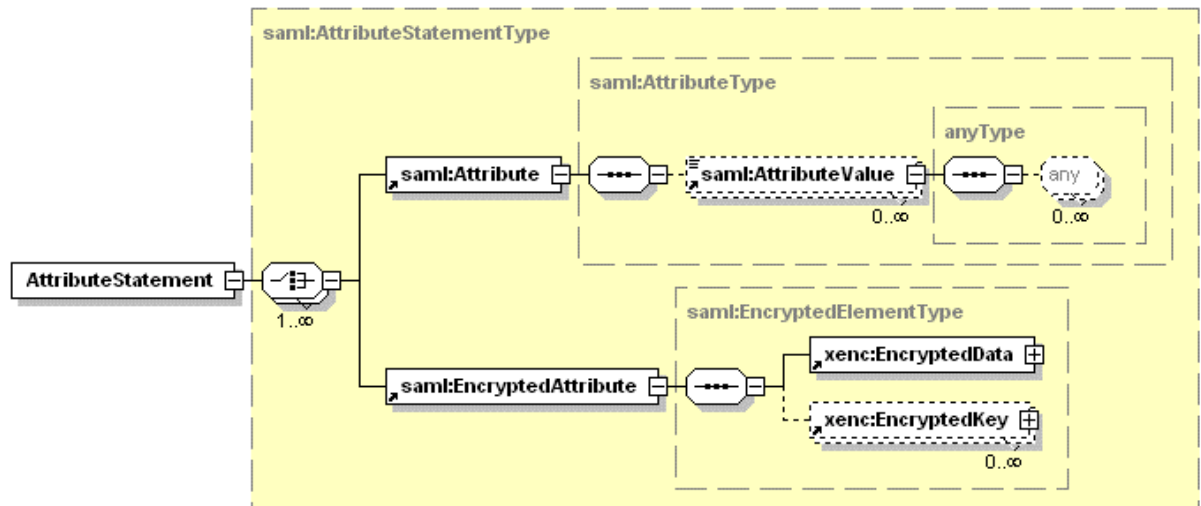 saml:AttributeStatementType
saml:AttributeType
anyType
saml:Attribute
saml:AttributeValue
any
0..∞
0..∞
AttributeStatement
1..∞
saml:EncryptedElementType
xenc:EncryptedData
saml:EncryptedAttribute
xenc:EncryptedKey
0..∞